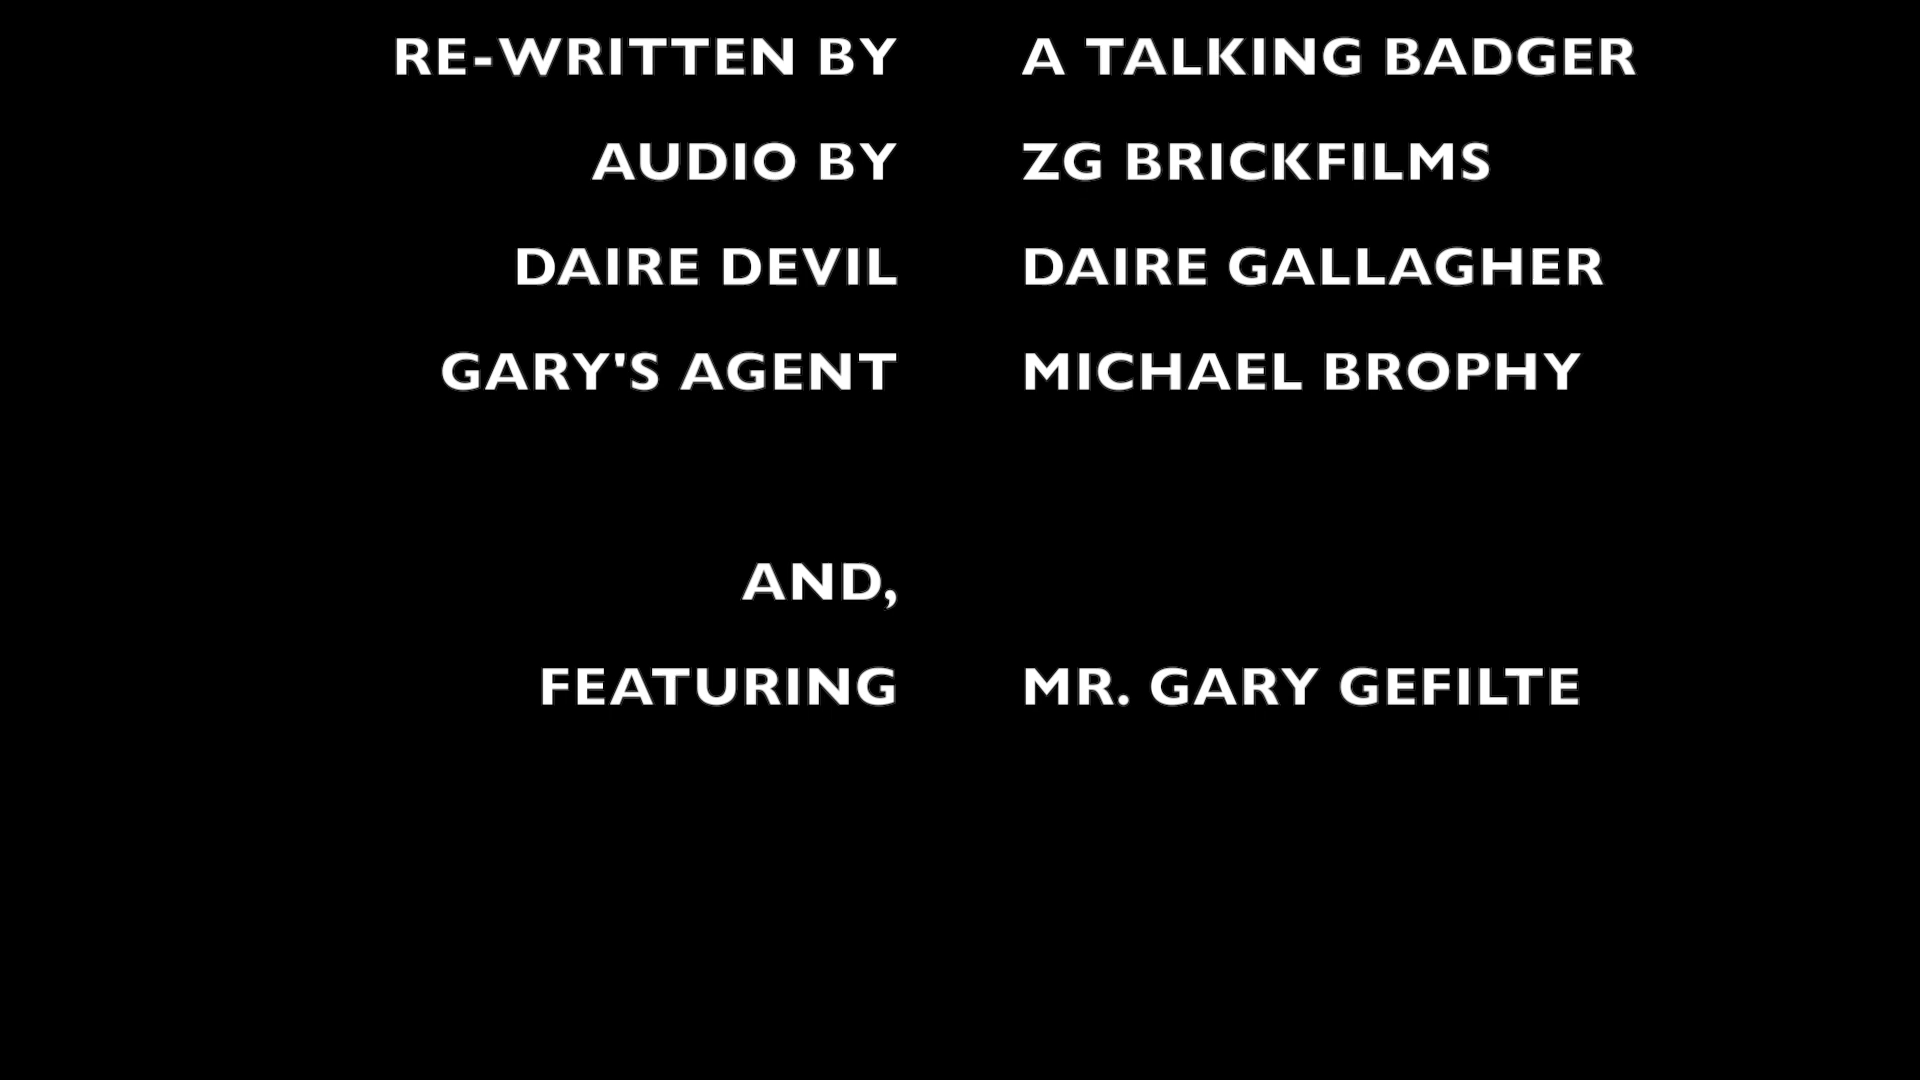 RE-WRITTEN BY A TALKING BADGER
AUDIO BY ZG BRICKFILMS
DAIRE DEVIL DAIRE GALLAGHER
GARY'S AGENT MICHAEL BROPHY
AND,
FEATURING MR. GARY GEFILTE